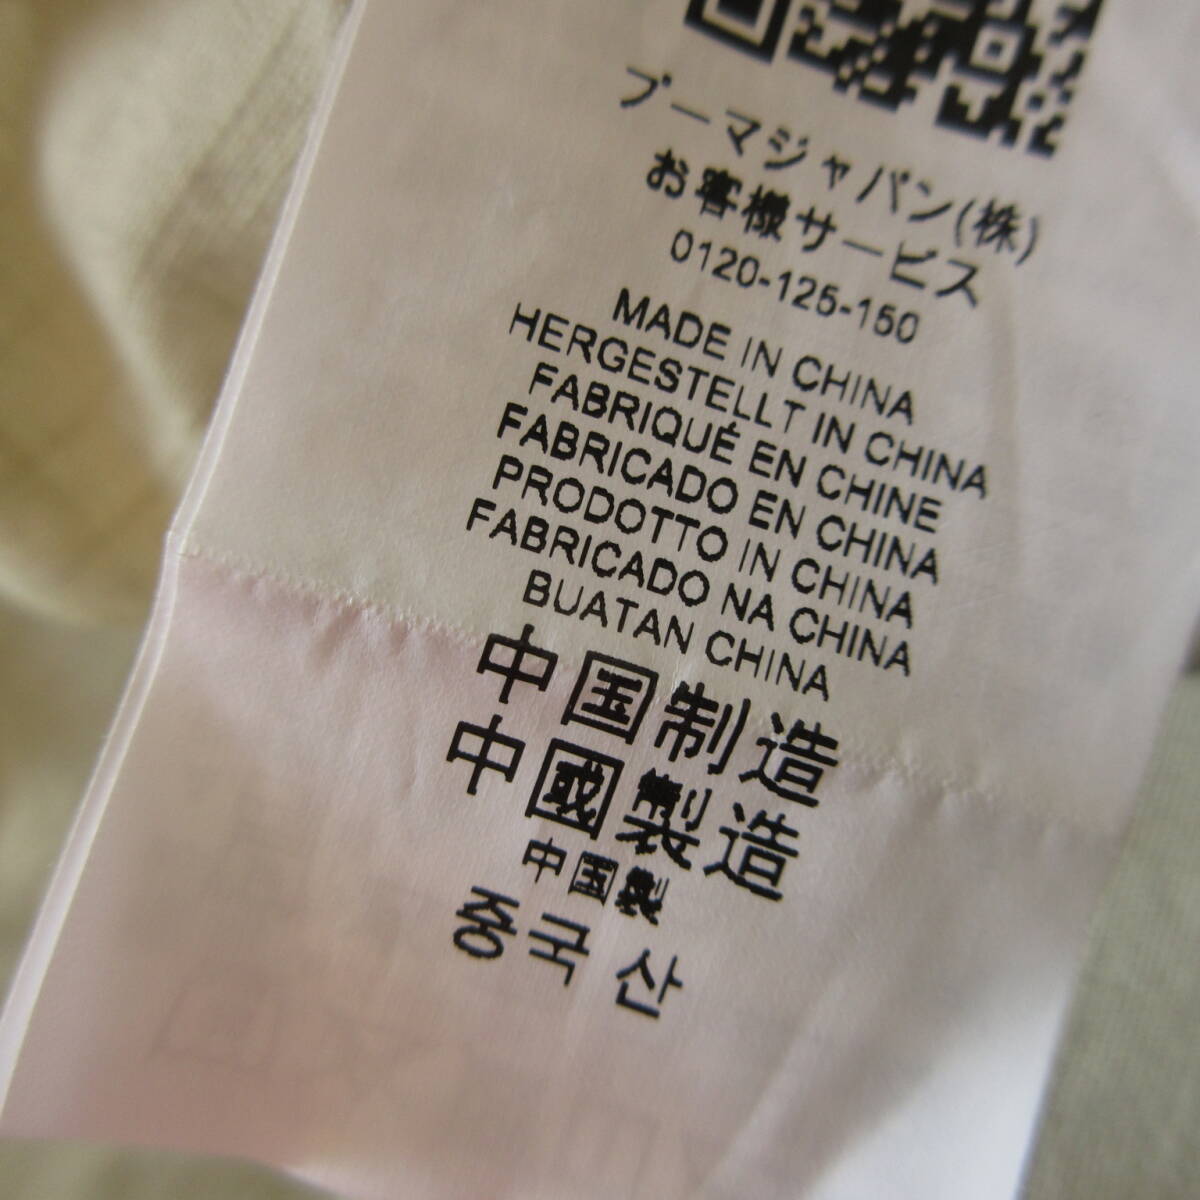 プーマジャパン(株)
お客様サービス
0120-125-150
MADE IN CHINA
HERGESTELLT IN CHINA
FABRIQUÉ EN CHINE
FABRICADO EN CHINA
PRODOTTO IN CHINA
FABRICADO NA CHINA
BUATAN CHINA
中国制造
中國製造
中国製
중국 산